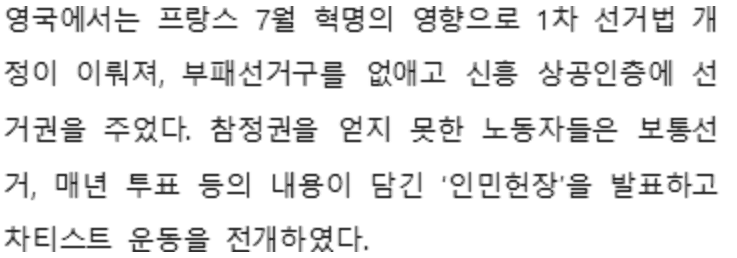 영국에서는 프랑스 7월 혁명의 영향으로 1차 선거법 개
정이 이뤄져, 부패선거구를 없애고 신흥 상공인층에 선
거권을 주었다. 참정권을 얻지 못한 노동자들은 보통선
거, 매년 투표 등의 내용이 담긴 '인민헌장'을 발표하고
차티스트 운동을 전개하였다.